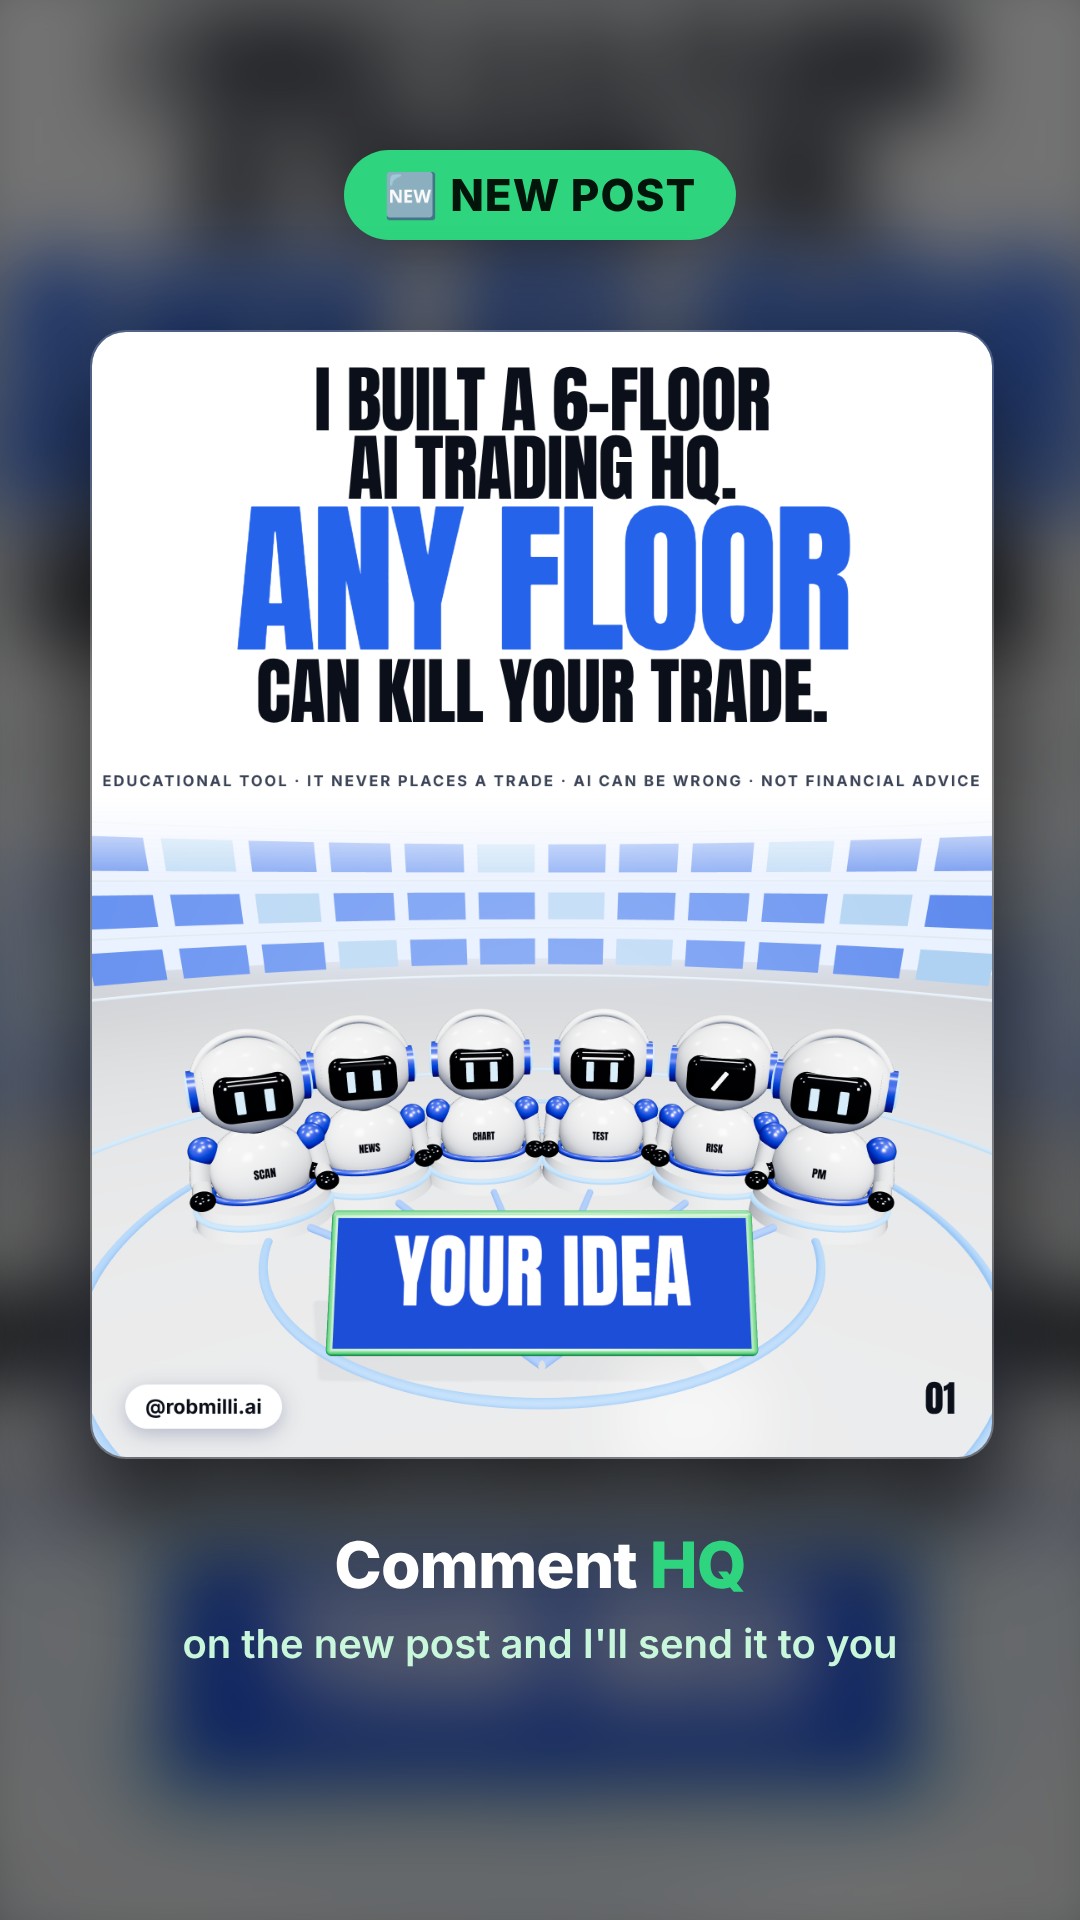 🆕 NEW POST
I BUILT A 6-FLOOR
AI TRADING HQ.
ANY FLOOR
CAN KILL YOUR TRADE.
EDUCATIONAL TOOL · IT NEVER PLACES A TRADE · AI CAN BE WRONG · NOT FINANCIAL ADVICE
SCAN
NEWS
CHART
TEST
RISK
PM
YOUR IDEA
@robmilli.ai
01
Comment HQ
on the new post and I'll send it to you